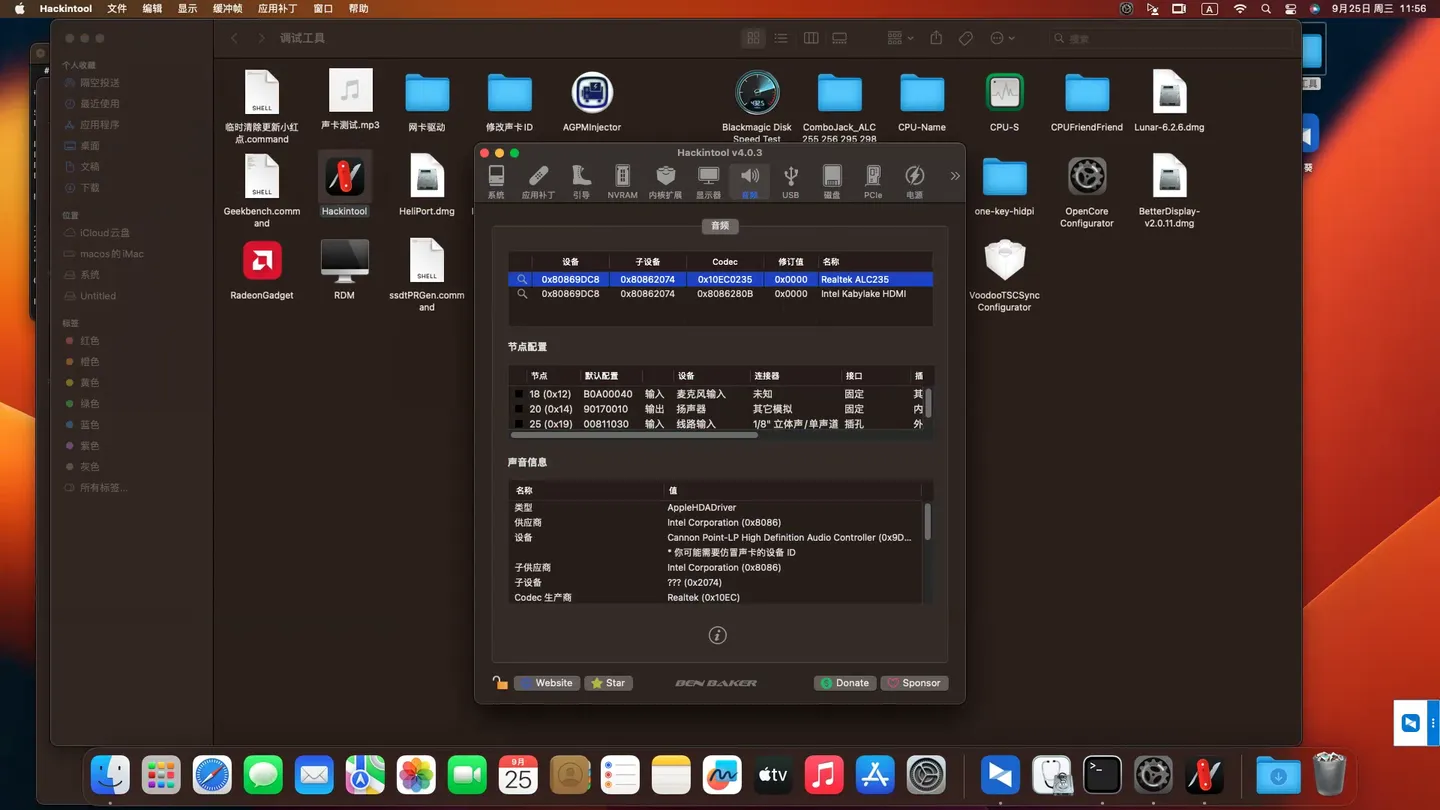 Hackintool 文件 编辑 显示 缓冲帧 应用补丁 窗口 帮助
A
9月25日 周三 11:56
调试工具
搜索
个人收藏
隔空投送
最近使用
应用程序
桌面
文稿
下载
位置
iCloud云盘
macos的iMac
系统
Untitled
标签
红色
橙色
黄色
绿色
蓝色
紫色
灰色
所有标签...
SHELL
临时清除更新小红
点.command
声卡测试.mp3
网卡驱动
修改声卡ID
AGPMInjector
Blackmagic Disk
Speed Test
ComboJack_ALC
255 256 295 298
CPU-Name
CPU-S
CPUFriendFriend
Lunar-6.2.6.dmg
SHELL
Geekbench.comm
and
Hackintool
HeliPort.dmg
one-key-hidpi
OpenCore
Configurator
BetterDisplay-
v2.0.11.dmg
RadeonGadget
RDM
SHELL
ssdtPRGen.comm
and
VoodooTSCSync
Configurator
工具
Hackintool v4.0.3
系统 应用补丁 引导 NVRAM 内核扩展 显示器 音频 USB 磁盘 PCIe 电源
音频
设备 子设备 Codec 修订值 名称
0x80869DC8 0x80862074 0x10EC0235 0x0000 Realtek ALC235
0x80869DC8 0x80862074 0x8086280B 0x0000 Intel Kabylake HDMI
节点配置
节点 默认配置 设备 连接器 接口 插
18 (0x12) B0A00040 输入 麦克风输入 未知 固定 其
20 (0x14) 90170010 输出 扬声器 其它模拟 固定 内
25 (0x19) 00811030 输入 线路输入 1/8" 立体声/单声道 插孔 外
声音信息
名称 值
类型 AppleHDADriver
供应商 Intel Corporation (0x8086)
设备 Cannon Point-LP High Definition Audio Controller (0x9D...
* 你可能需要仿冒声卡的设备 ID
子供应商 Intel Corporation (0x8086)
子设备 ??? (0x2074)
Codec 生产商 Realtek (0x10EC)
Website Star BEN BAKER Donate Sponsor
9月
25
tv